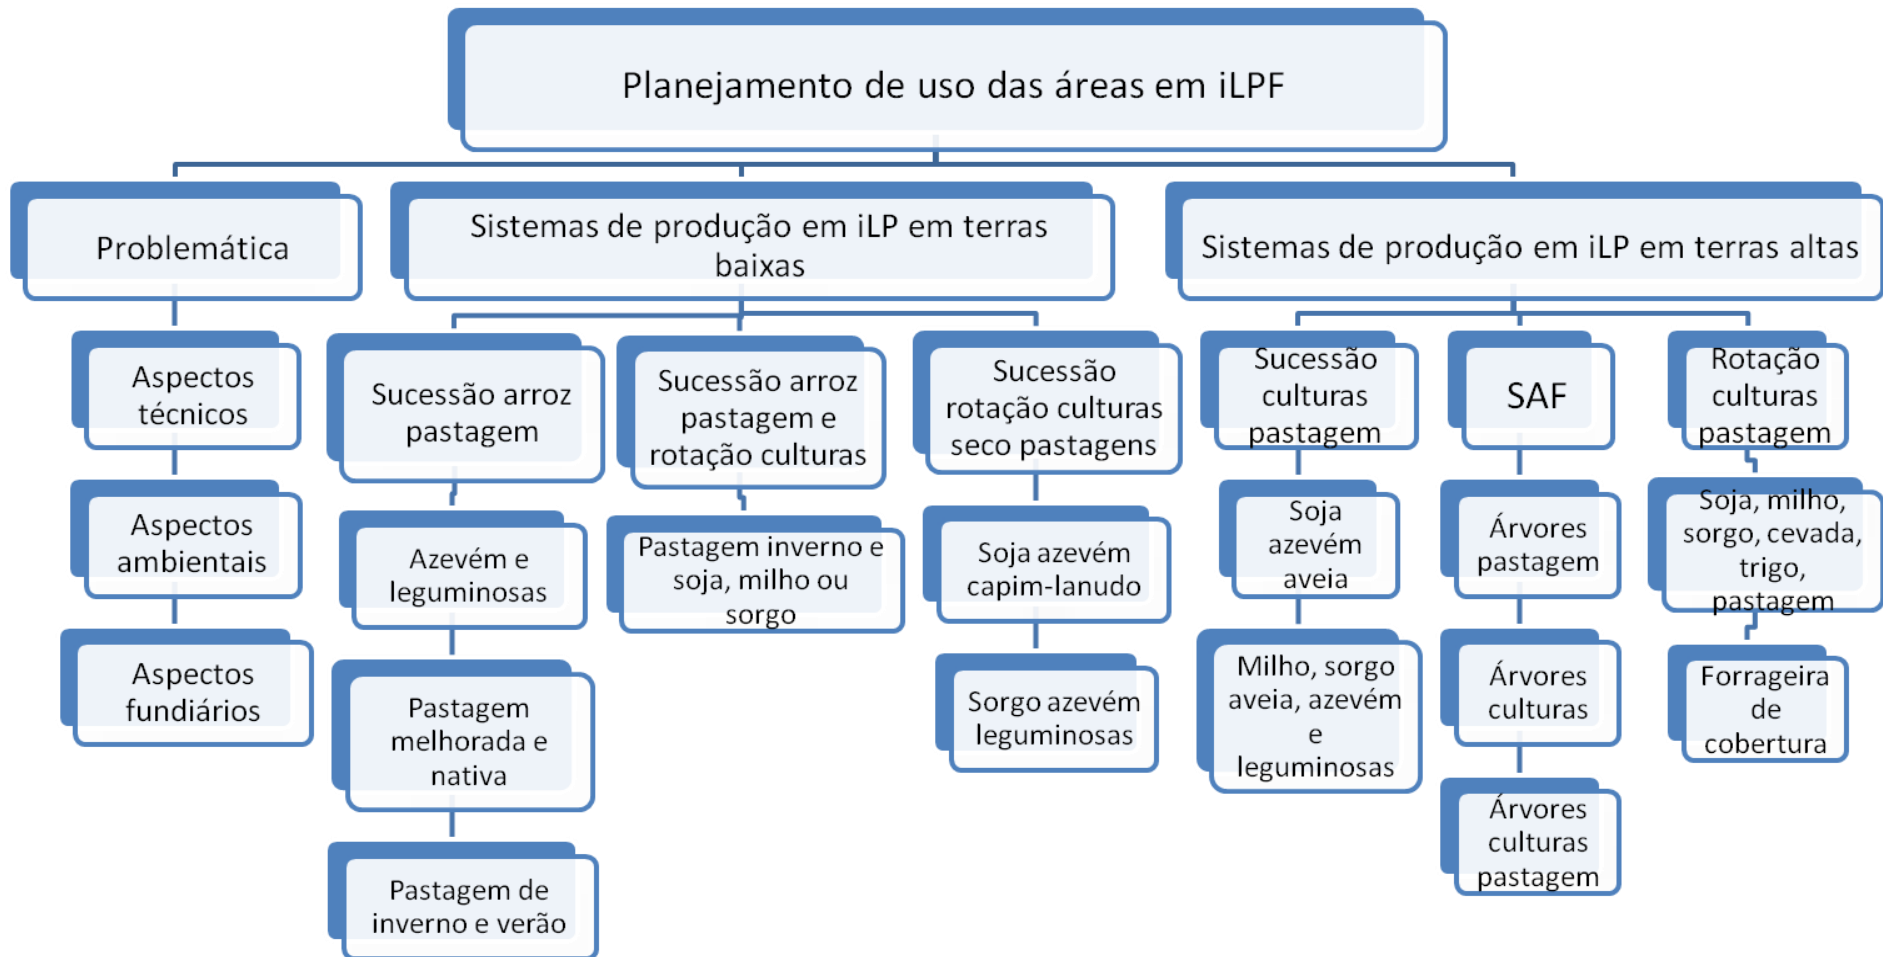 Planejamento de uso das áreas em iLPF
Problemática
Sistemas de produção em iLP em terras
baixas
Sistemas de produção em iLP em terras altas
Aspectos
técnicos
Aspectos
ambientais
Aspectos
fundiários
Sucessão arroz
pastagem
Azevém e
leguminosas
Pastagem
melhorada e
nativa
Pastagem de
inverno e verão
Sucessão arroz
pastagem e
rotação culturas
Pastagem inverno e
soja, milho ou
sorgo
Sucessão
rotação culturas
seco pastagens
Soja azevém
capim-lanudo
Sorgo azevém
leguminosas
Sucessão
culturas
pastagem
Soja
azevém
aveia
Milho, sorgo
aveia, azevém
e
leguminosas
SAF
Árvores
pastagem
Árvores
culturas
Árvores
culturas
pastagem
Rotação
culturas
pastagem
Soja, milho,
sorgo, cevada,
trigo,
pastagem
Forrageira
de
cobertura